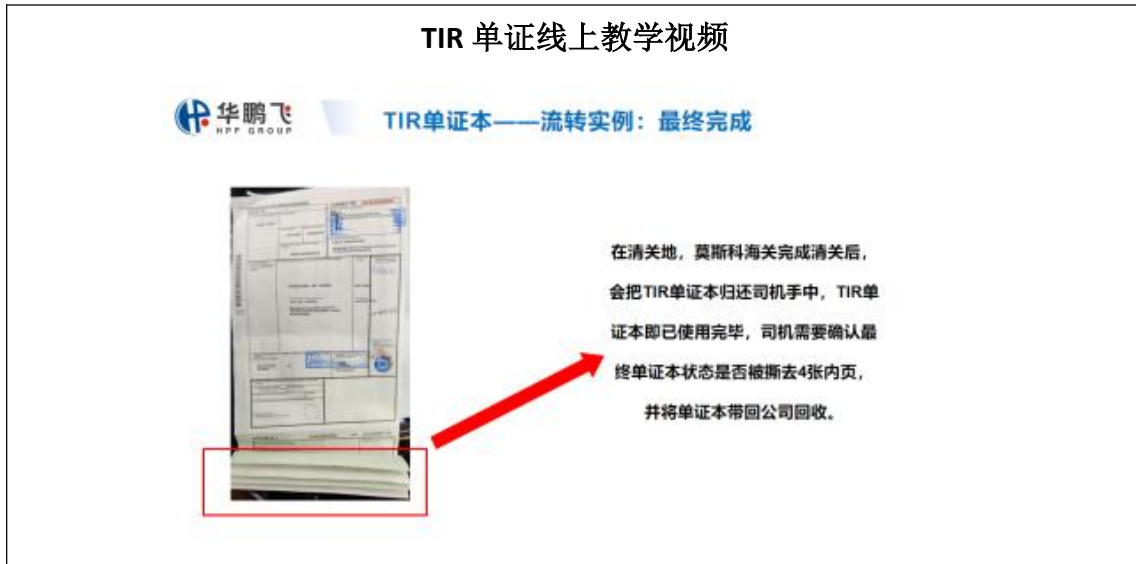 TIR 单证线上教学视频
华鹏飞
HPF GROUP
TIR单证本——流转实例：最终完成
在清关地，莫斯科海关完成清关后，
会把TIR单证本归还司机手中，TIR单
证本即已使用完毕，司机需要确认最
终单证本状态是否被撕去4张内页，
并将单证本带回公司回收。